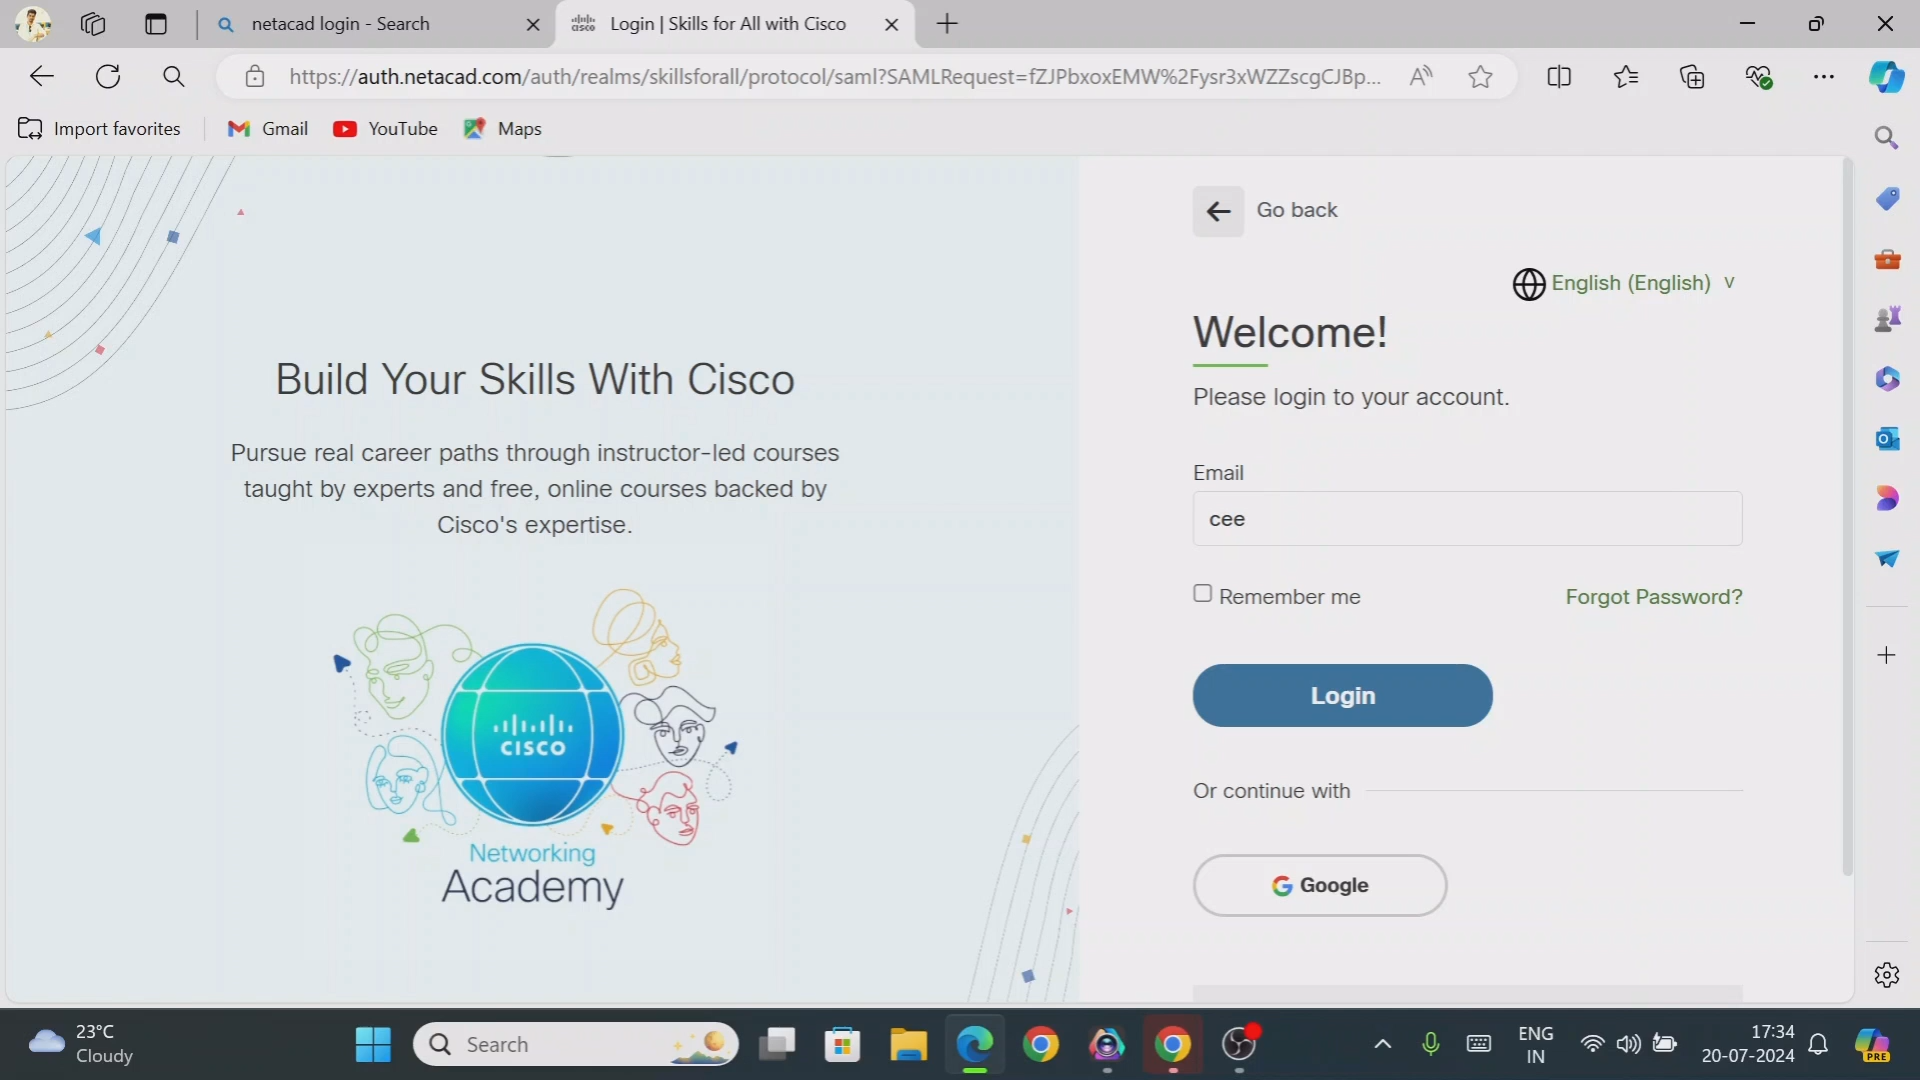 netacad login - Search
Login | Skills for All with Cisco
https://auth.netacad.com/auth/realms/skillsforall/protocol/saml?SAMLRequest=fZJPbxoxEMW%2Fysr3xWZZscgCJBp...
Import favorites
Gmail
YouTube
Maps
Go back
English (English)
Welcome!
Please login to your account.
Build Your Skills With Cisco
Pursue real career paths through instructor-led courses
taught by experts and free, online courses backed by
Cisco's expertise.
Email
cee
Remember me
Forgot Password?
Login
CISCO
Networking
Academy
Or continue with
Google
23°C
Cloudy
Search
ENG
IN
17:34
20-07-2024
PRE